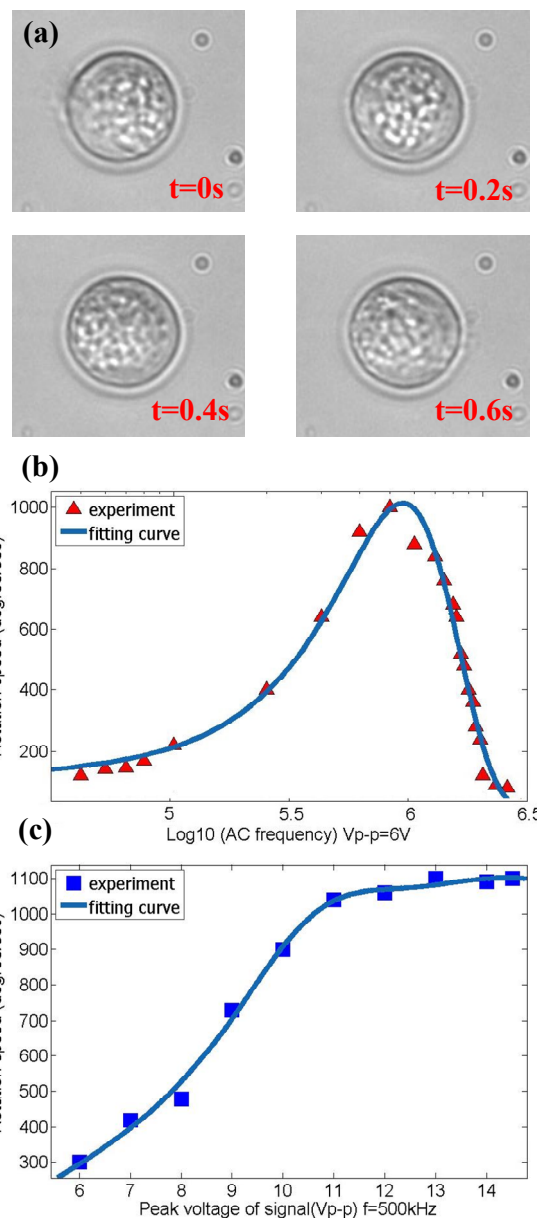 (a)
t=0s
t=0.2s
t=0.4s
t=0.6s
(b)
1000
800
600
400
200
experiment
fitting curve
5
5.5
6
6.5
Log10 (AC frequency) Vp-p=6V
(c)
1100
1000
900
800
700
600
500
400
300
experiment
fitting curve
6 7 8 9 10 11 12 13 14
Peak voltage of signal(Vp-p) f=500kHz